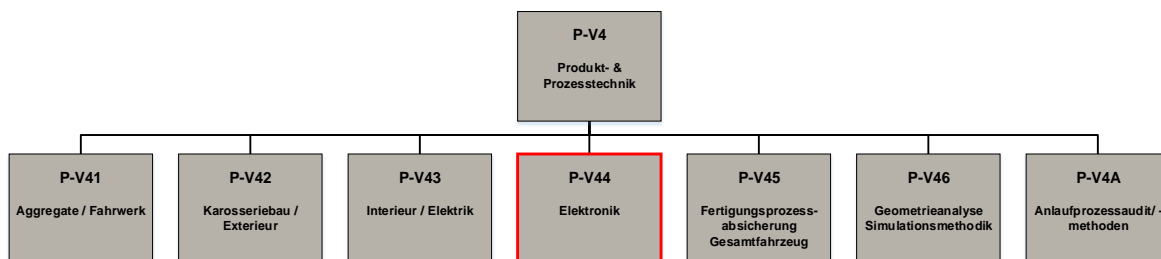 P-V4
Produkt- &
Prozesstechnik
P-V41
Aggregate / Fahrwerk
P-V42
Karosseriebau /
Exterieur
P-V43
Interieur / Elektrik
P-V44
Elektronik
P-V45
Fertigungsprozess-
absicherung
Gesamtfahrzeug
P-V46
Geometrieanalyse
Simulationsmethodik
P-V4A
Anlaufprozessaudit/ -
methoden